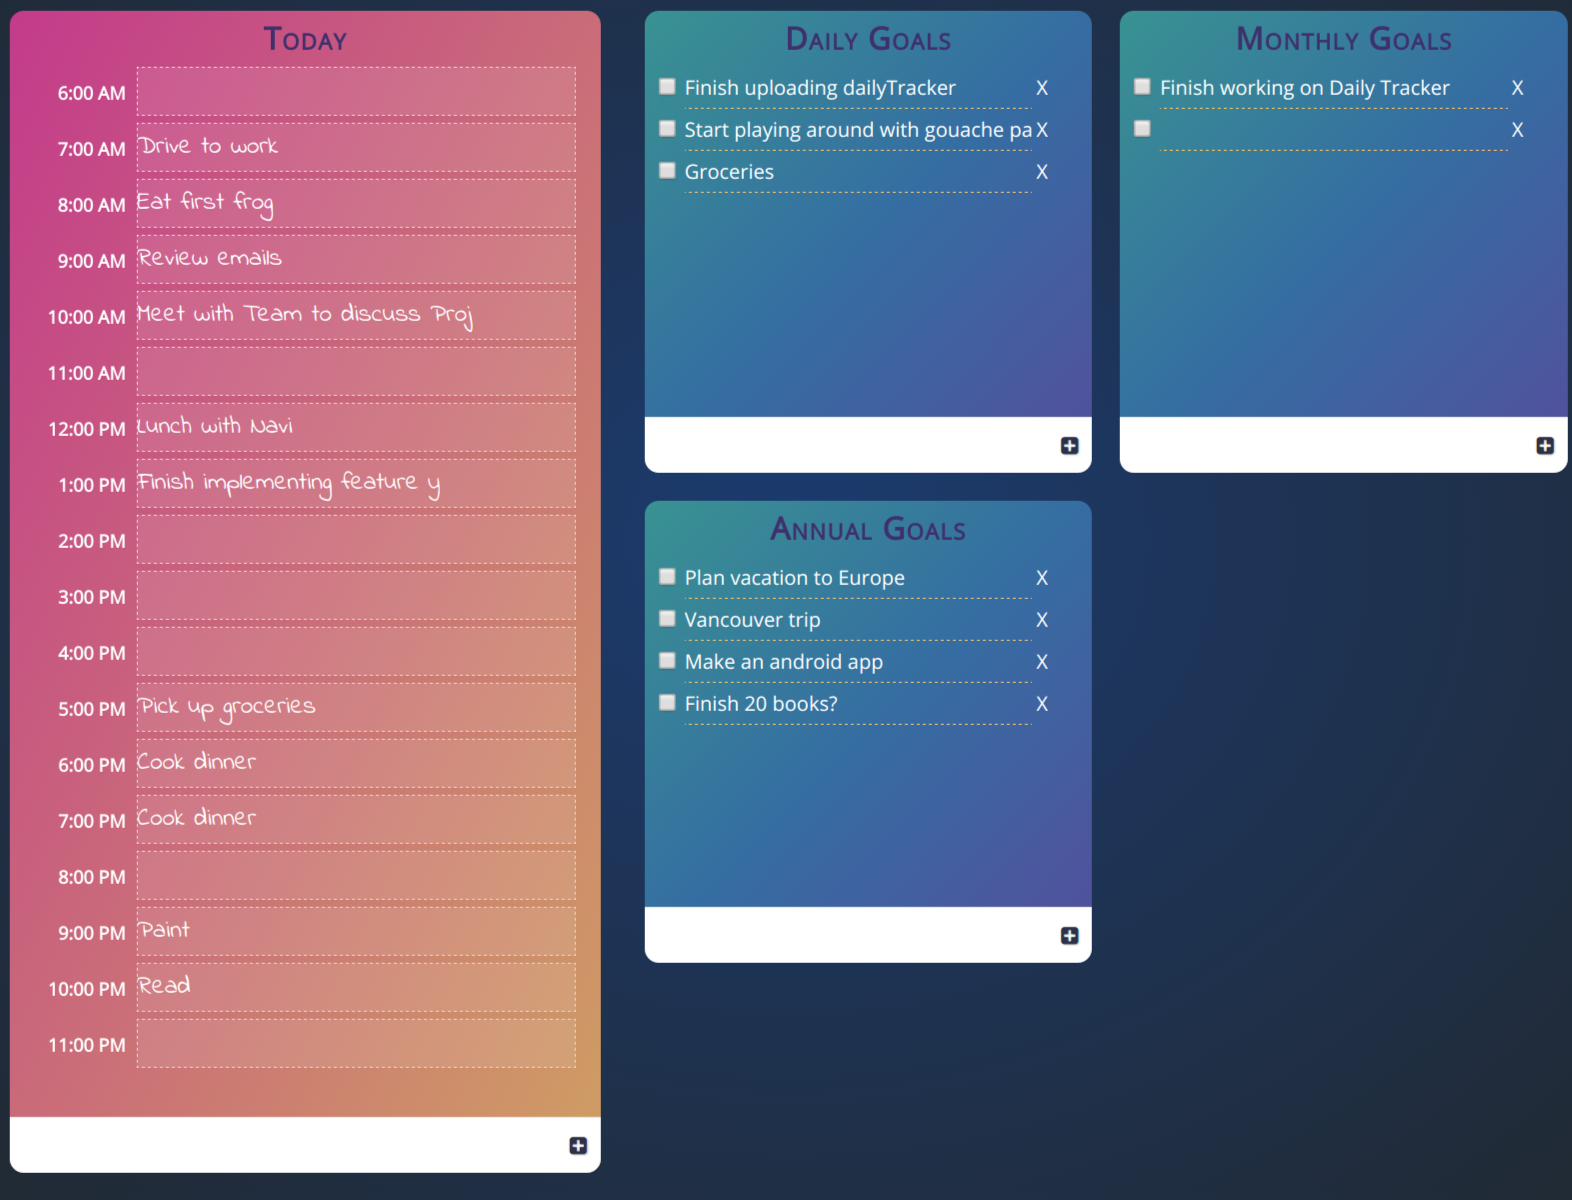 Today
6:00 AM
7:00 AM Drive to work
8:00 AM Eat first frog
9:00 AM Review emails
10:00 AM Meet with Team to discuss Proj
11:00 AM
12:00 PM Lunch with Navi
1:00 PM Finish implementing feature y
2:00 PM
3:00 PM
4:00 PM
5:00 PM Pick up groceries
6:00 PM Cook dinner
7:00 PM Cook dinner
8:00 PM
9:00 PM Paint
10:00 PM Read
11:00 PM
Daily Goals
Finish uploading dailyTracker X
Start playing around with gouache pa X
Groceries X
Monthly Goals
Finish working on Daily Tracker X
X
Annual Goals
Plan vacation to Europe X
Vancouver trip X
Make an android app X
Finish 20 books? X